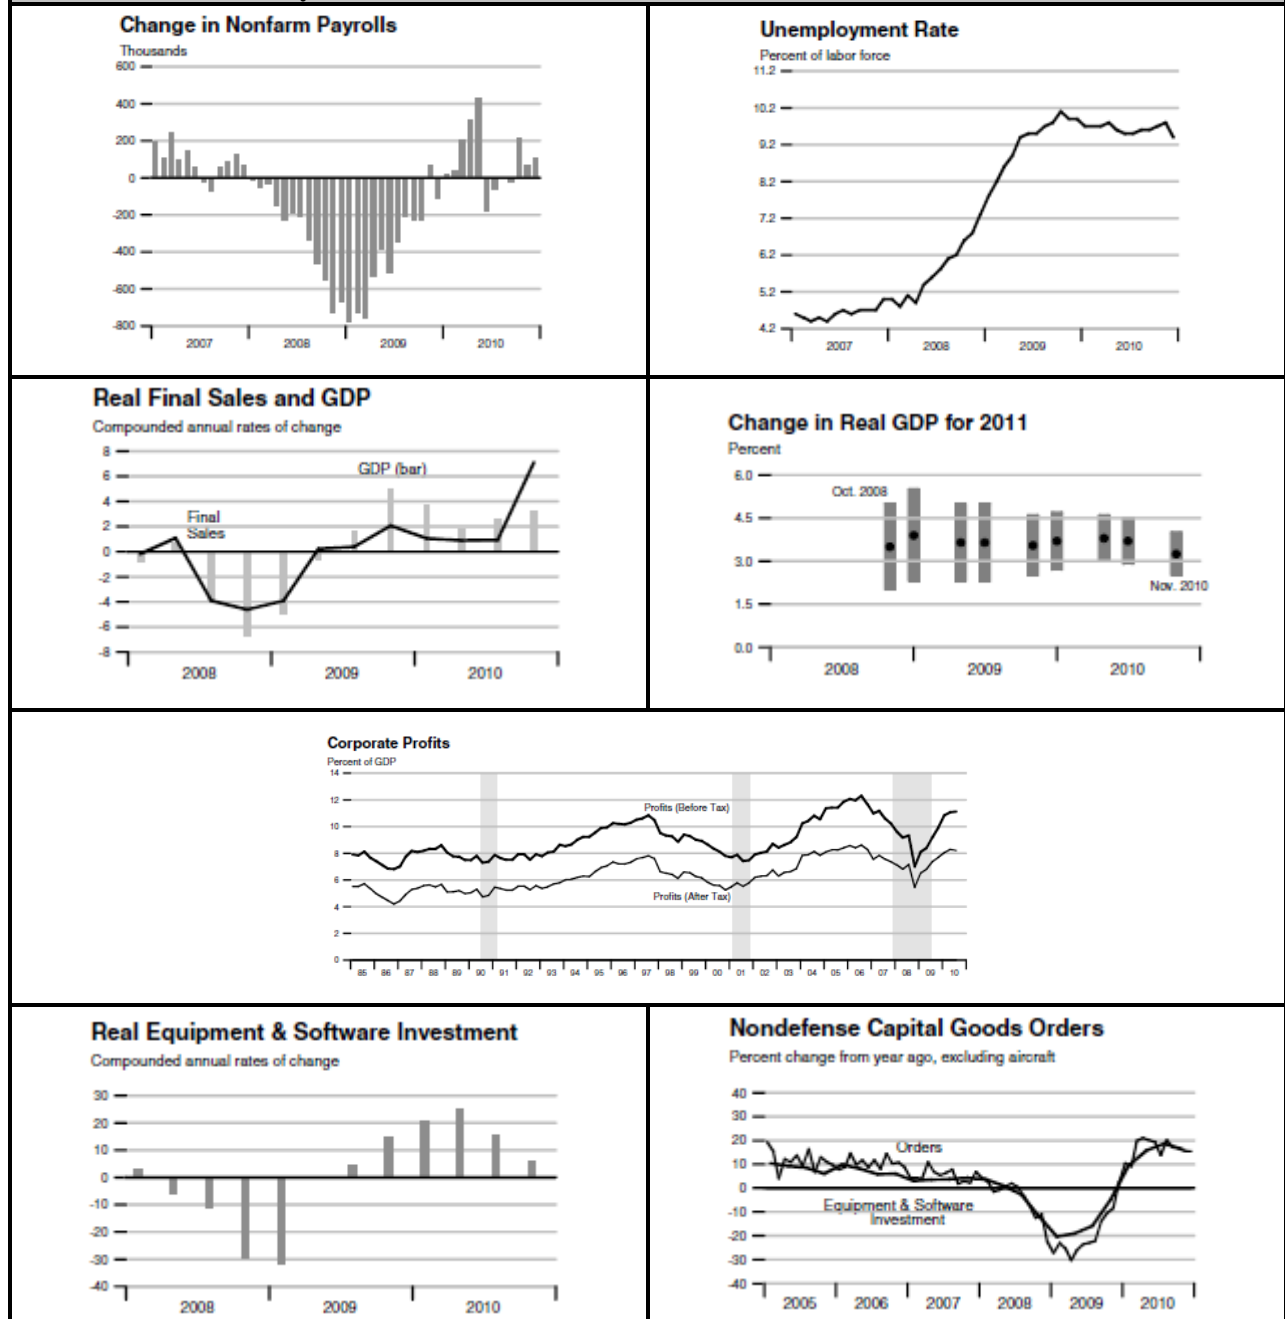 Change in Nonfarm Payrolls
Thousands
600
400
200
0
-200
-400
-600
-800
2007 2008 2009 2010
Unemployment Rate
Percent of labor force
11.2
10.2
9.2
8.2
7.2
6.2
5.2
4.2
2007 2008 2009 2010
Real Final Sales and GDP
Compounded annual rates of change
8
6
4
2
0
-2
-4
-6
-8
GDP (bar)
Final
Sales
2008 2009 2010
Change in Real GDP for 2011
Percent
6.0
4.5
3.0
1.5
0.0
Oct. 2008
Nov. 2010
2008 2009 2010
Corporate Profits
Percent of GDP
14
12
10
8
6
4
2
0
Profits (Before Tax)
Profits (After Tax)
85 86 87 88 89 90 91 92 93 94 95 96 97 98 99 00 01 02 03 04 05 06 07 08 09 10
Real Equipment & Software Investment
Compounded annual rates of change
30
20
10
0
-10
-20
-30
-40
2008 2009 2010
Nondefense Capital Goods Orders
Percent change from year ago, excluding aircraft
40
30
20
10
0
-10
-20
-30
-40
Orders
Equipment & Software
Investment
2005 2006 2007 2008 2009 2010